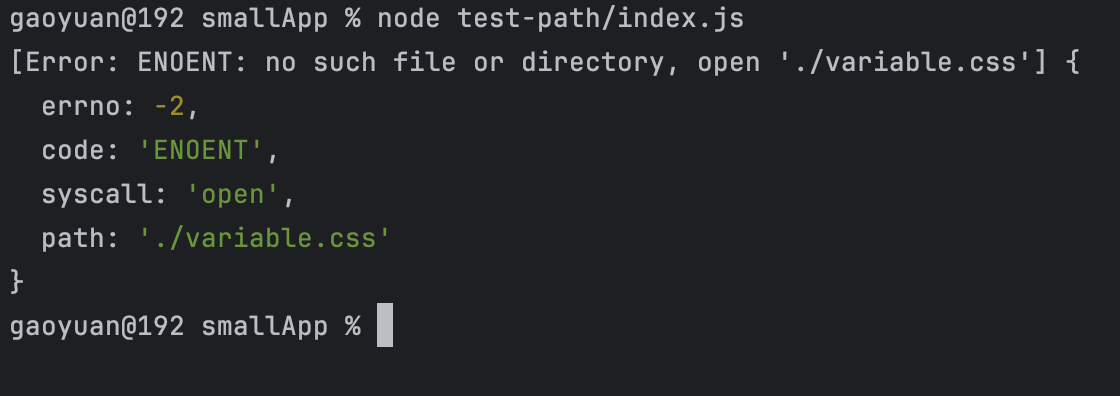 gaoyuan@192 smallApp % node test-path/index.js
[Error: ENOENT: no such file or directory, open './variable.css'] {
  errno: -2,
  code: 'ENOENT',
  syscall: 'open',
  path: './variable.css'
}
gaoyuan@192 smallApp %